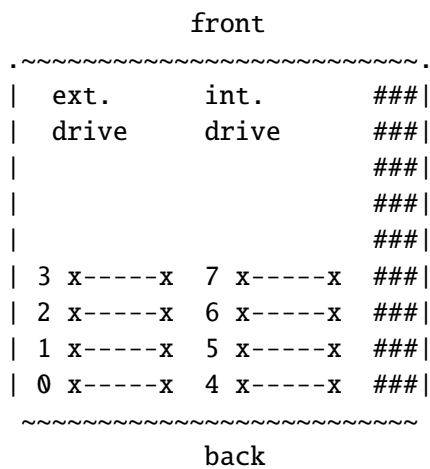 front
.~~~~~~~~~~~~~~~~~~~~~~~~~~.
|  ext.     int.       ###|
|  drive    drive      ###|
|                      ###|
|                      ###|
|                      ###|
| 3 x-----x  7 x-----x  ###|
| 2 x-----x  6 x-----x  ###|
| 1 x-----x  5 x-----x  ###|
| 0 x-----x  4 x-----x  ###|
~~~~~~~~~~~~~~~~~~~~~~~~~~
back